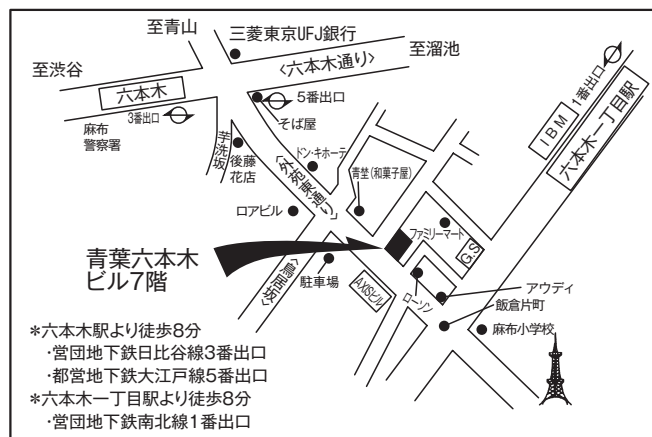 至青山
三菱東京UFJ銀行
至渋谷
〈六本木通り〉
至溜池
六本木
3番出口
5番出口
麻布
警察署
そば屋
芋洗坂
後藤
花店
ドン・キホーテ
〈外苑東通り〉
青埜(和菓子屋)
ロアビル
IBM
1番出口
六本木一丁目駅
ファミリーマート
G.S
青葉六本木
ビル7階
〈鳥居坂〉
駐車場
AXISビル
ローソン
アウディ
飯倉片町
麻布小学校
*六本木駅より徒歩8分
・営団地下鉄日比谷線3番出口
・都営地下鉄大江戸線5番出口
*六本木一丁目駅より徒歩8分
・営団地下鉄南北線1番出口